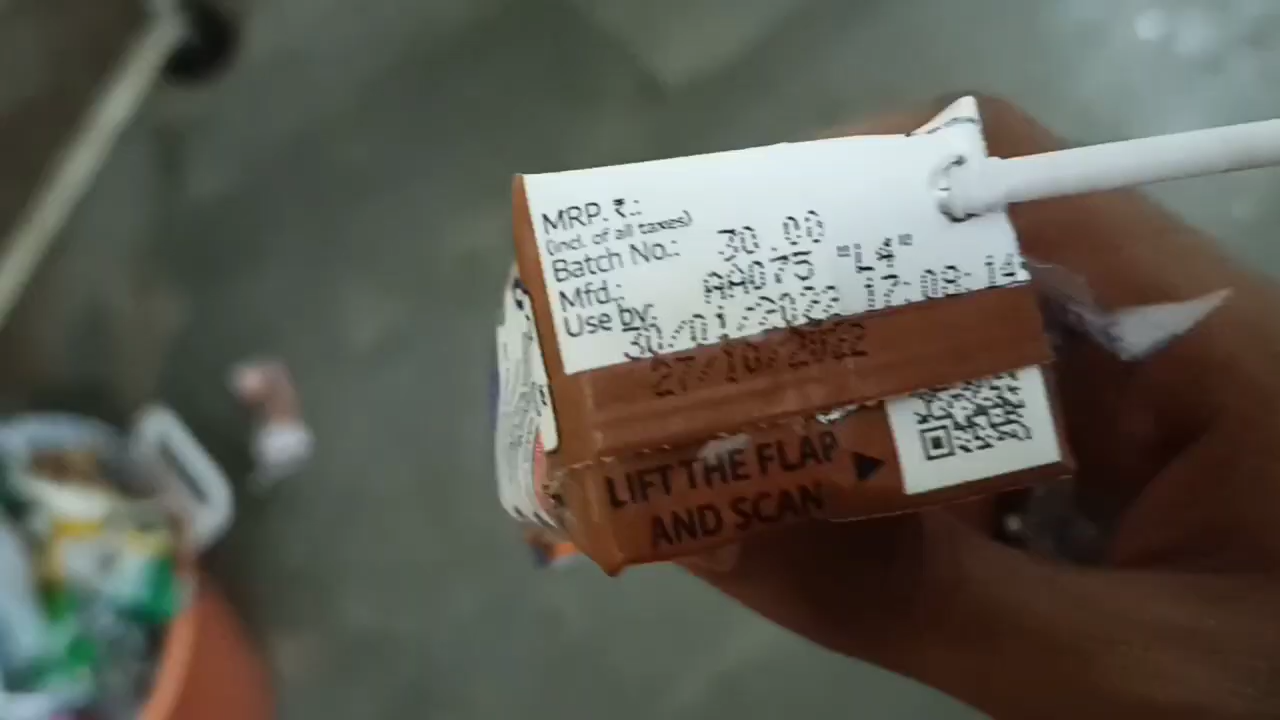 MRP. ₹.:
(incl. of all taxes)
30.00
Batch No.:
AA075 "L4"
Mfd.:
Use by:
27/10/2022
LIFT THE FLAP
AND SCAN